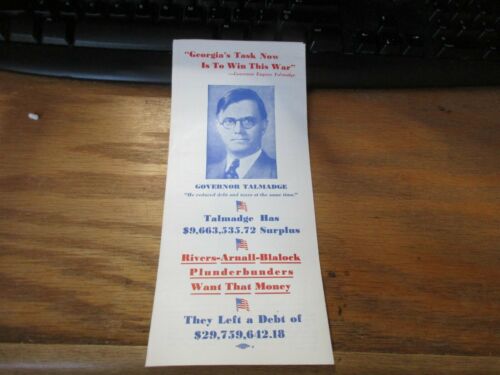 "Georgia's Task Now
Is To Win This War"
—Governor Eugene Talmadge
GOVERNOR TALMADGE
"He reduced debt and taxes at the same time."
Talmadge Has
$9,663,535.72 Surplus
Rivers-Arnall-Blalock
Plunderbunders
Want That Money
They Left a Debt of
$29,759,642.18